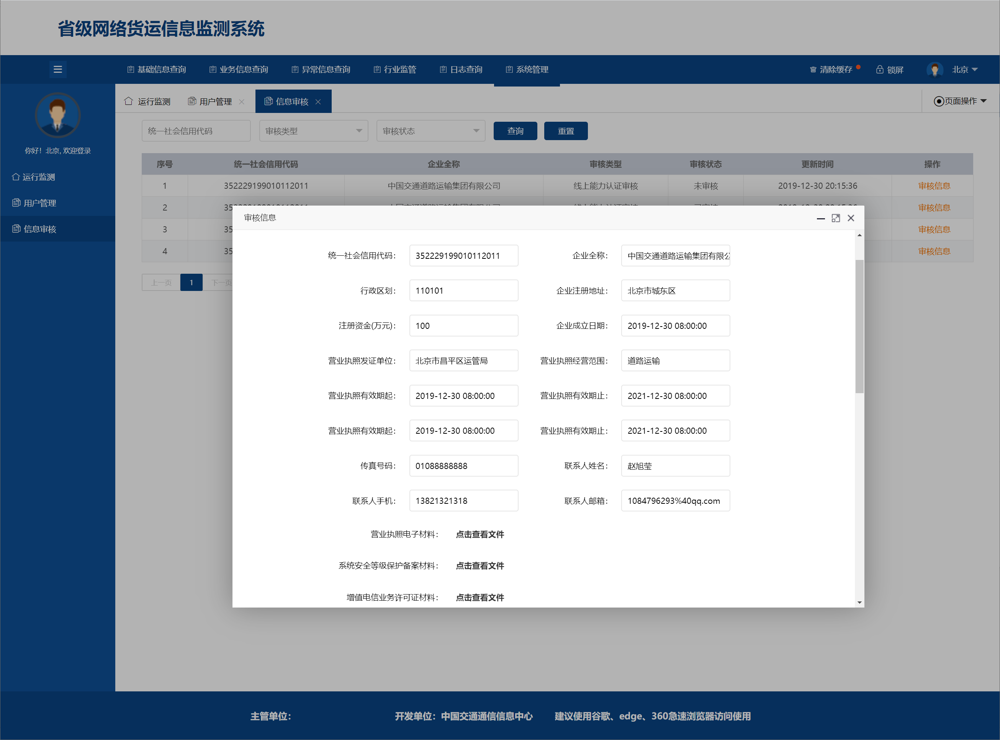 省级网络货运信息监测系统
基础信息查询 业务信息查询 异常信息查询 行业监管 日志查询 系统管理 清除缓存 锁屏 北京
你好！北京, 欢迎登录
运行监测
用户管理
信息审核
运行监测 用户管理 信息审核 页面操作
统一社会信用代码 审核类型 审核状态 查询 重置
序号 统一社会信用代码 企业全称 审核类型 审核状态 更新时间 操作
1 352229199010112011 中国交通道路运输集团有限公司 线上能力认证审核 未审核 2019-12-30 20:15:36 审核信息
2 审核信息
3 35 审核信息
4 35 审核信息
上一页 1 下一页
审核信息
统一社会信用代码： 352229199010112011 企业全称： 中国交通道路运输集团有限公
行政区划： 110101 企业注册地址： 北京市城东区
注册资金(万元)： 100 企业成立日期： 2019-12-30 08:00:00
营业执照发证单位： 北京市昌平区运管局 营业执照经营范围： 道路运输
营业执照有效期起： 2019-12-30 08:00:00 营业执照有效期止： 2021-12-30 08:00:00
营业执照有效期起： 2019-12-30 08:00:00 营业执照有效期止： 2021-12-30 08:00:00
传真号码： 01088888888 联系人姓名： 赵旭莹
联系人手机： 13821321318 联系人邮箱： 1084796293%40qq.com
营业执照电子材料： 点击查看文件
系统安全等级保护备案材料： 点击查看文件
增值电信业务许可证材料： 点击查看文件
主管单位： 开发单位：中国交通通信信息中心 建议使用谷歌、edge、360急速浏览器访问使用